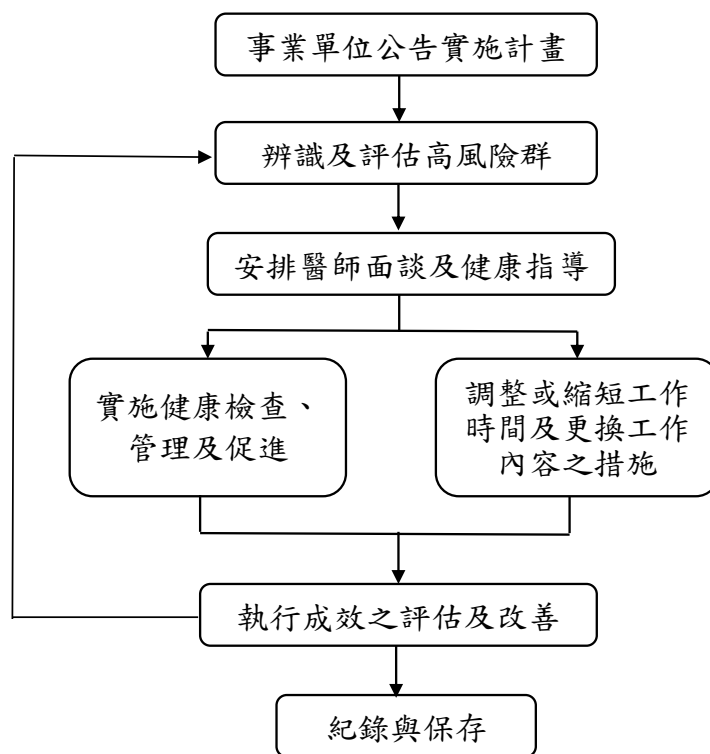 事業單位公告實施計畫
辨識及評估高風險群
安排醫師面談及健康指導
實施健康檢查、
管理及促進
調整或縮短工作
時間及更換工作
內容之措施
執行成效之評估及改善
紀錄與保存